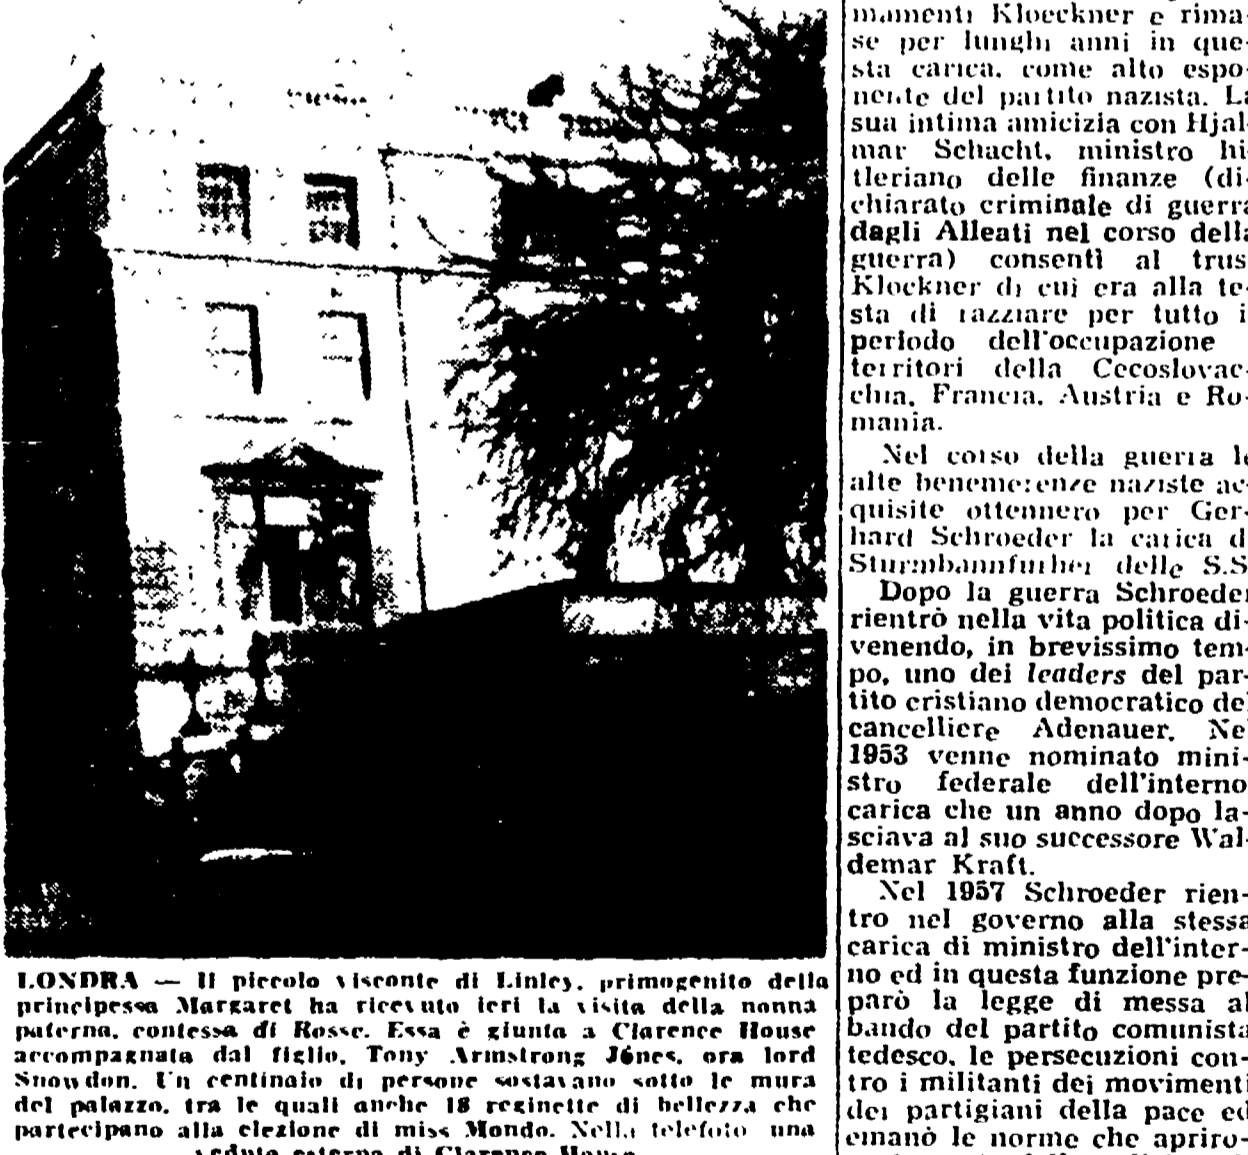 LONDRA — Il piccolo visconte di Linley, primogenito della
principessa Margaret ha ricevuto ieri la visita della nonna
paterna, contessa di Rosse. Essa è giunta a Clarence House
accompagnata dal figlio, Tony Armstrong Jones, ora lord
Snowdon. Un centinaio di persone sostavano sotto le mura
del palazzo, tra le quali anche 18 reginette di bellezza che
partecipano alla elezione di miss Mondo. Nella telefoto una
veduta esterna di Clarence House
mamenti Kloeckner e rima-
se per lunghi anni in que-
sta carica, come alto espo-
nente del partito nazista. La
sua intima amicizia con Hjal-
mar Schacht, ministro hi-
tleriano delle finanze (di-
chiarato criminale di guerra
dagli Alleati nel corso della
guerra) consentì al trus
Klockner di cui era alla te-
sta di razziare per tutto i
periodo dell'occupazione
territori della Cecoslovac-
chia, Francia, Austria e Ro-
mania.
Nel corso della guerra le
alte benemerenze naziste ac-
quisite ottennero per Ger-
hard Schroeder la carica d
Sturmbannfurher delle S.S
Dopo la guerra Schroeder
rientrò nella vita politica di-
venendo, in brevissimo tem-
po, uno dei leaders del par-
tito cristiano democratico del
cancelliere Adenauer. Nel
1953 venne nominato mini-
stro federale dell'interno
carica che un anno dopo la-
sciava al suo successore Wal-
demar Kraft.
Nel 1957 Schroeder rien-
tro nel governo alla stessa
carica di ministro dell'inter-
no ed in questa funzione pre-
parò la legge di messa al
bando del partito comunista
tedesco, le persecuzioni con-
tro i militanti dei movimenti
dei partigiani della pace ed
emanò le norme che apriro-